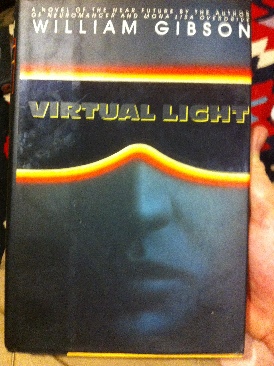 A NOVEL OF THE NEAR FUTURE BY THE AUTHOR
OF NEUROMANCER AND MONA LISA OVERDRIVE
WILLIAM GIBSON
VIRTUAL LIGHT